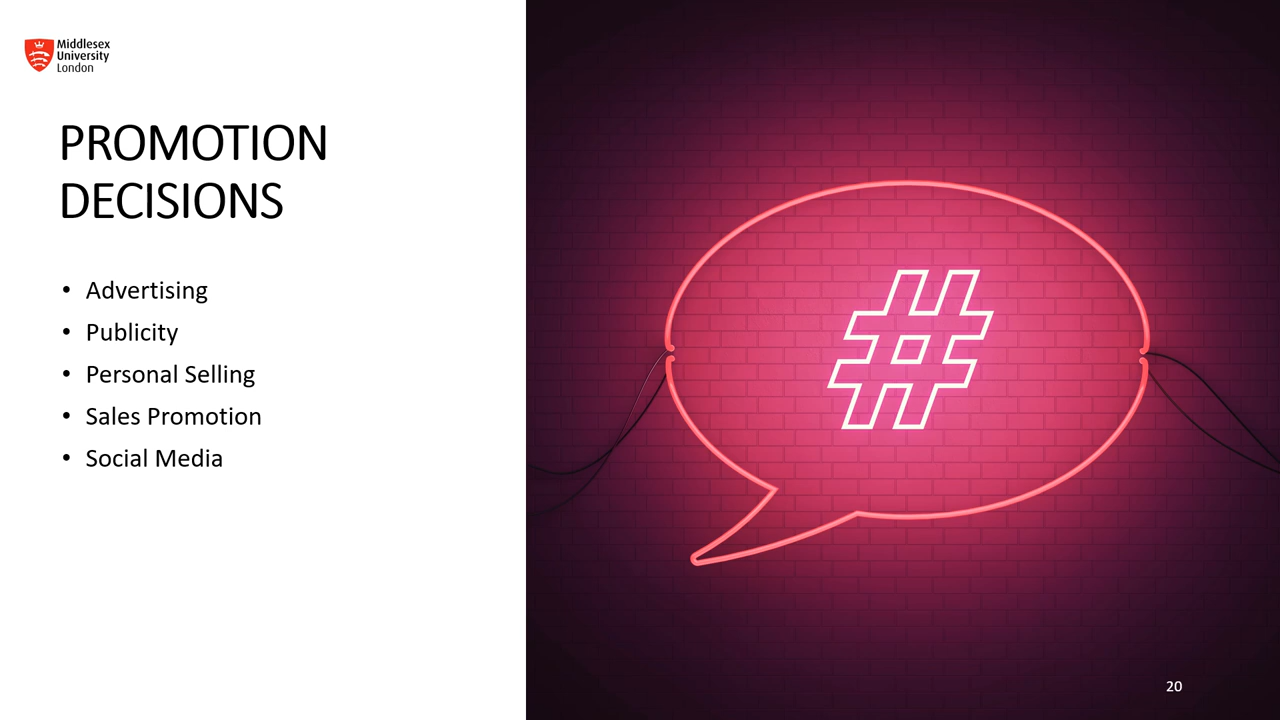 Middlesex
University
London
PROMOTION
DECISIONS
• Advertising
• Publicity
• Personal Selling
• Sales Promotion
• Social Media
#
20